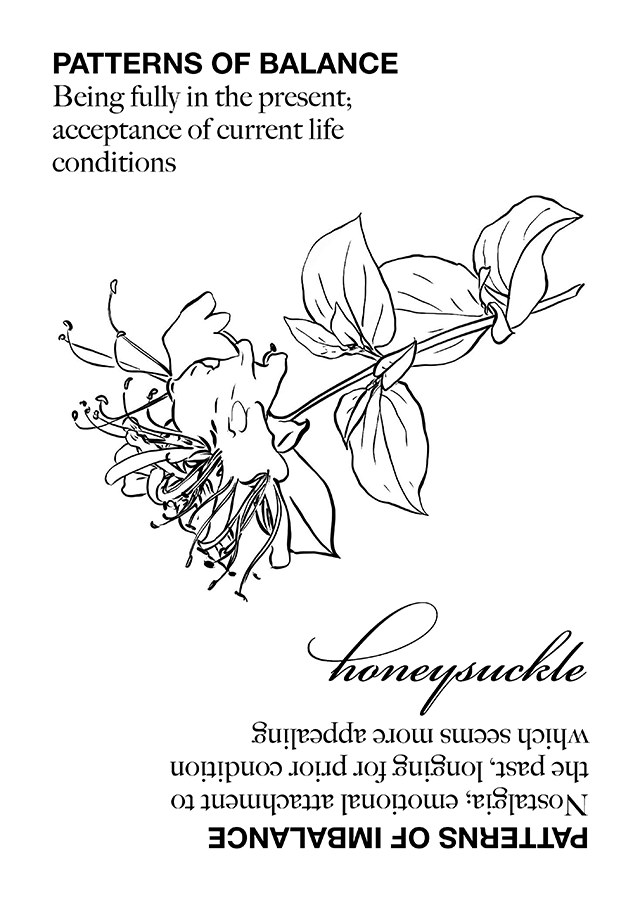 PATTERNS OF BALANCE
Being fully in the present;
acceptance of current life
conditions
honeysuckle
PATTERNS OF IMBALANCE
Nostalgia; emotional attachment to
the past, longing for prior condition
which seems more appealing